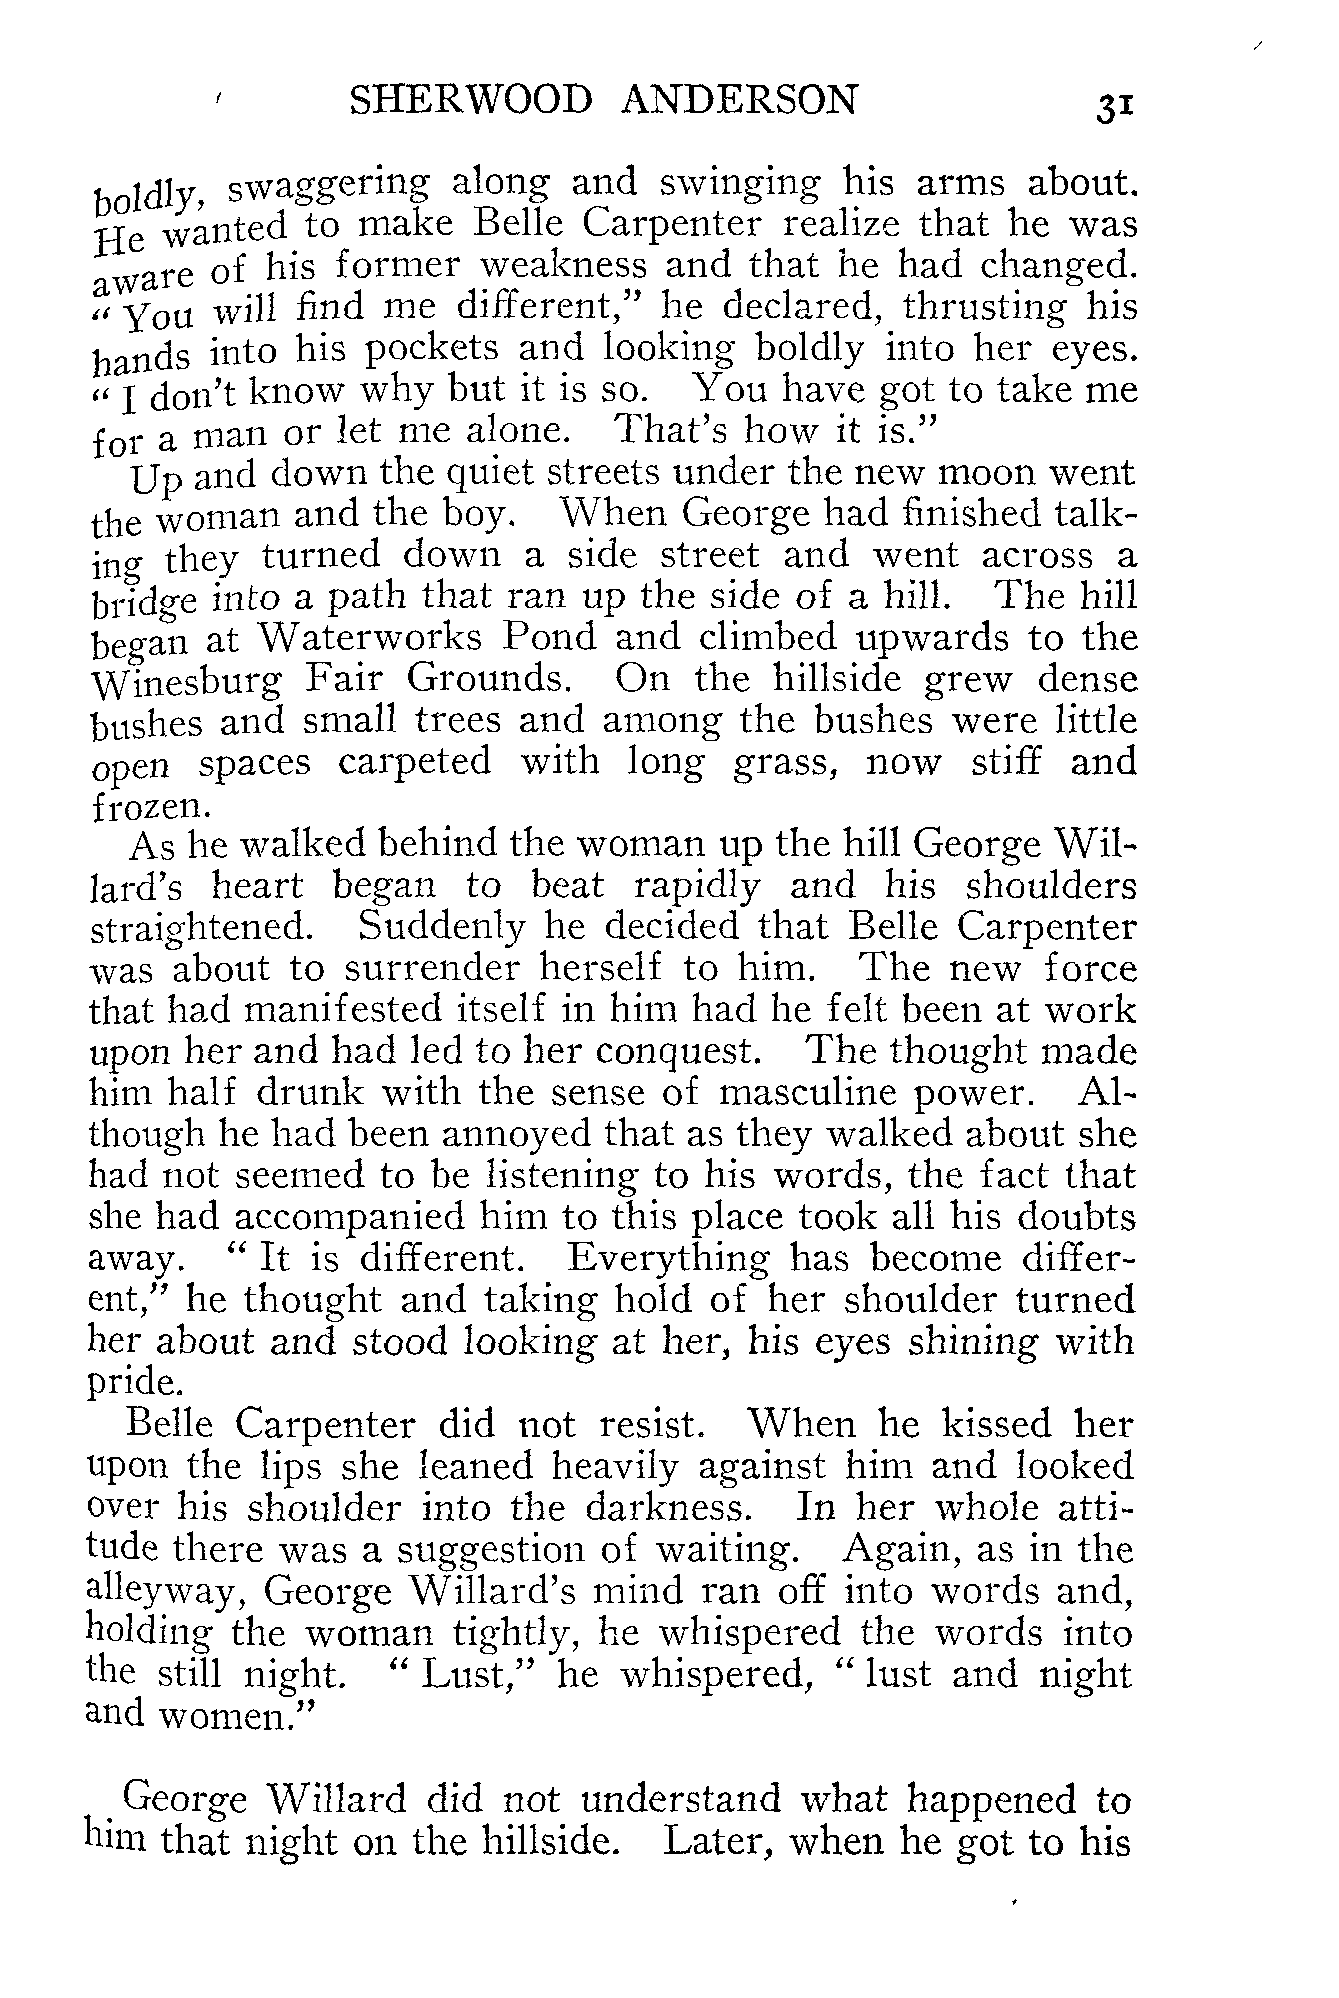 SHERWOOD ANDERSON 31
boldly, swaggering along and swinging his arms about.
He wanted to make Belle Carpenter realize that he was
aware of his former weakness and that he had changed.
“ You will find me different,” he declared, thrusting his
hands into his pockets and looking boldly into her eyes.
“ I don't know why but it is so. You have got to take me
for a man or let me alone. That's how it is.”
Up and down the quiet streets under the new moon went
the woman and the boy. When George had finished talk-
ing they turned down a side street and went across a
bridge into a path that ran up the side of a hill. The hill
began at Waterworks Pond and climbed upwards to the
Winesburg Fair Grounds. On the hillside grew dense
bushes and small trees and among the bushes were little
open spaces carpeted with long grass, now stiff and
frozen.
As he walked behind the woman up the hill George Wil-
lard's heart began to beat rapidly and his shoulders
straightened. Suddenly he decided that Belle Carpenter
was about to surrender herself to him. The new force
that had manifested itself in him had he felt been at work
upon her and had led to her conquest. The thought made
him half drunk with the sense of masculine power. Al-
though he had been annoyed that as they walked about she
had not seemed to be listening to his words, the fact that
she had accompanied him to this place took all his doubts
away. “ It is different. Everything has become differ-
ent,” he thought and taking hold of her shoulder turned
her about and stood looking at her, his eyes shining with
pride.
Belle Carpenter did not resist. When he kissed her
upon the lips she leaned heavily against him and looked
over his shoulder into the darkness. In her whole atti-
tude there was a suggestion of waiting. Again, as in the
alleyway, George Willard's mind ran off into words and,
holding the woman tightly, he whispered the words into
the still night. “ Lust,” he whispered, “ lust and night
and women.”
George Willard did not understand what happened to
him that night on the hillside. Later, when he got to his